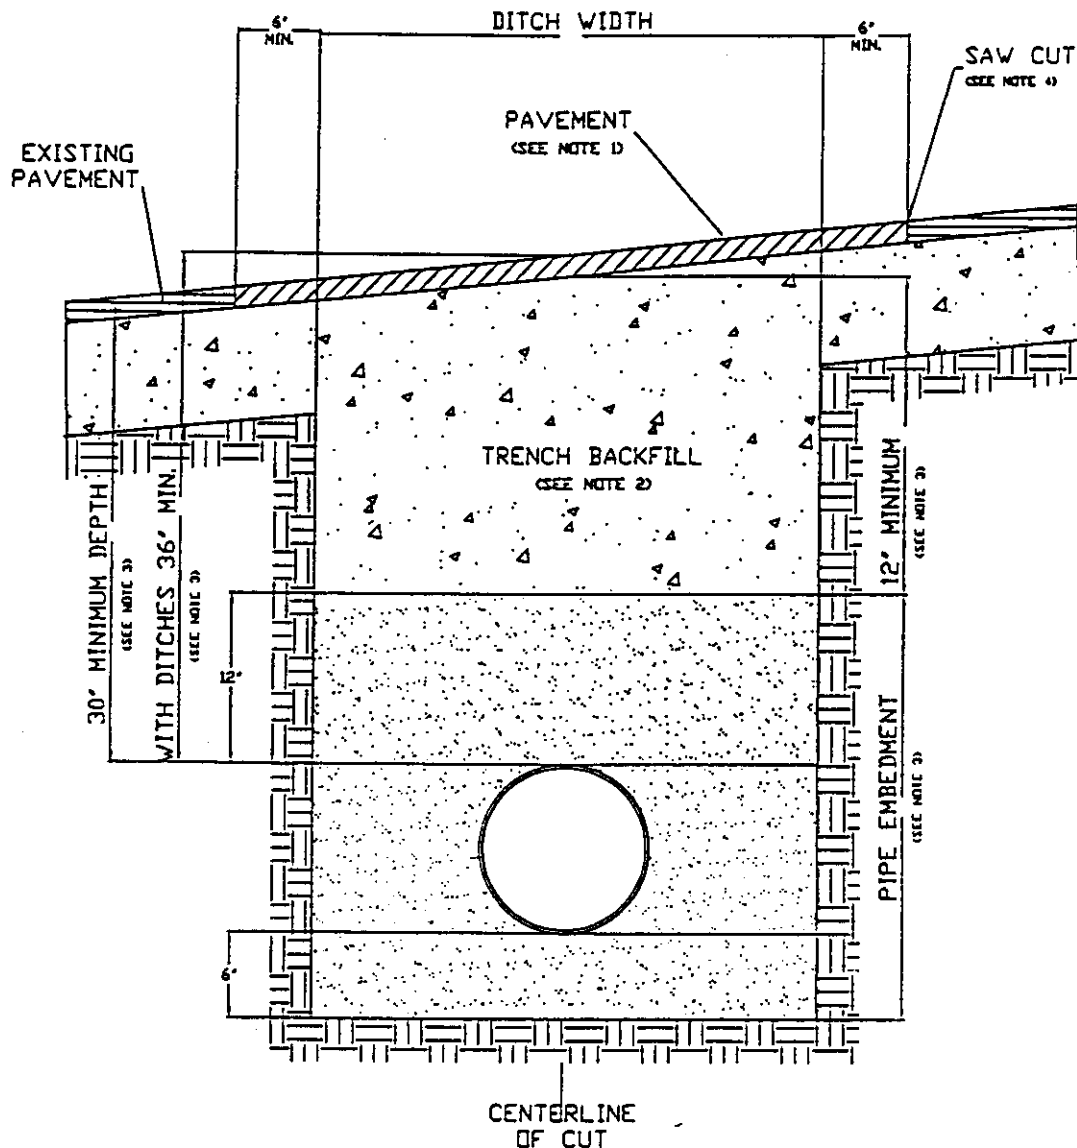 6"
MIN.
DITCH WIDTH
6"
MIN.
SAW CUT
(SEE NOTE 4)
PAVEMENT
(SEE NOTE 1)
EXISTING
PAVEMENT
TRENCH BACKFILL
(SEE NOTE 2)
30" MINIMUM DEPTH
(SEE NOTE 3)
WITH DITCHES 36" MIN.
(SEE NOTE 3)
12" MINIMUM
(SEE NOTE 3)
12"
PIPE EMBEDMENT
(SEE NOTE 3)
6"
CENTERLINE
OF CUT